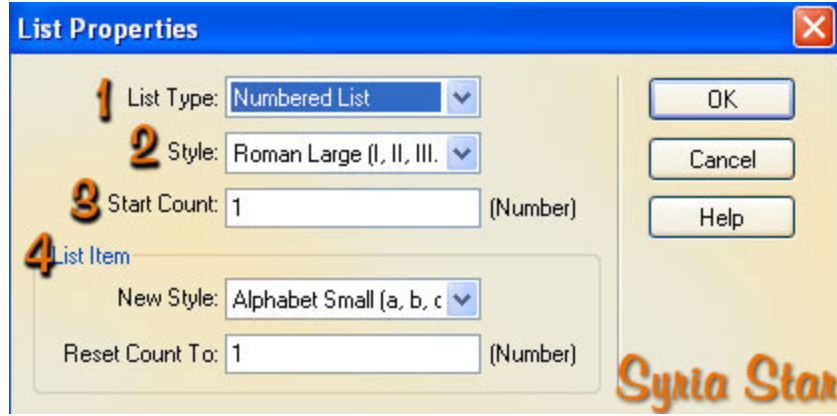 List Properties
1 List Type: Numbered List OK
2 Style: Roman Large (I, II, III. Cancel
3 Start Count: 1 (Number) Help
4 List Item
New Style: Alphabet Small (a, b, c
Reset Count To: 1 (Number)
Syria Star